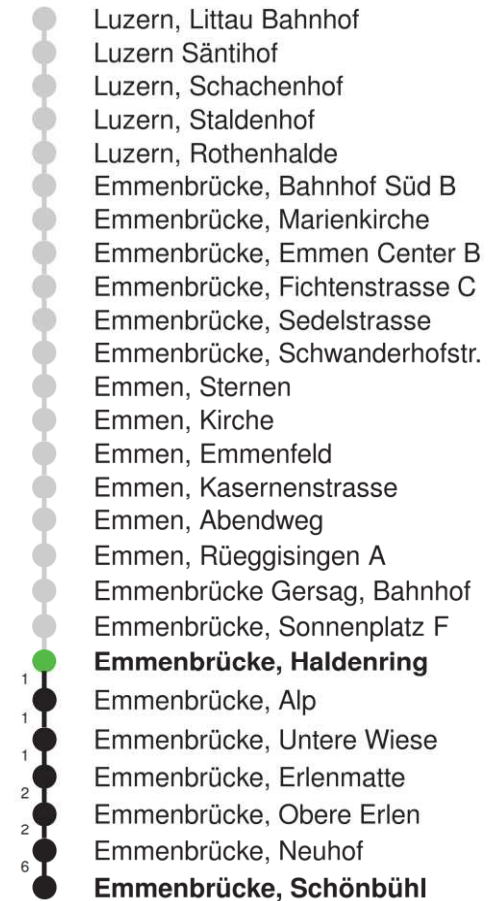 Luzern, Littau Bahnhof
Luzern Säntihof
Luzern, Schachenhof
Luzern, Staldenhof
Luzern, Rothenhalde
Emmenbrücke, Bahnhof Süd B
Emmenbrücke, Marienkirche
Emmenbrücke, Emmen Center B
Emmenbrücke, Fichtenstrasse C
Emmenbrücke, Sedelstrasse
Emmenbrücke, Schwanderhofstr.
Emmen, Sternen
Emmen, Kirche
Emmen, Emmenfeld
Emmen, Kasernenstrasse
Emmen, Abendweg
Emmen, Rüeggisingen A
Emmenbrücke Gersag, Bahnhof
Emmenbrücke, Sonnenplatz F
Emmenbrücke, Haldenring
1
Emmenbrücke, Alp
1
Emmenbrücke, Untere Wiese
1
Emmenbrücke, Erlenmatte
2
Emmenbrücke, Obere Erlen
2
Emmenbrücke, Neuhof
6
Emmenbrücke, Schönbühl